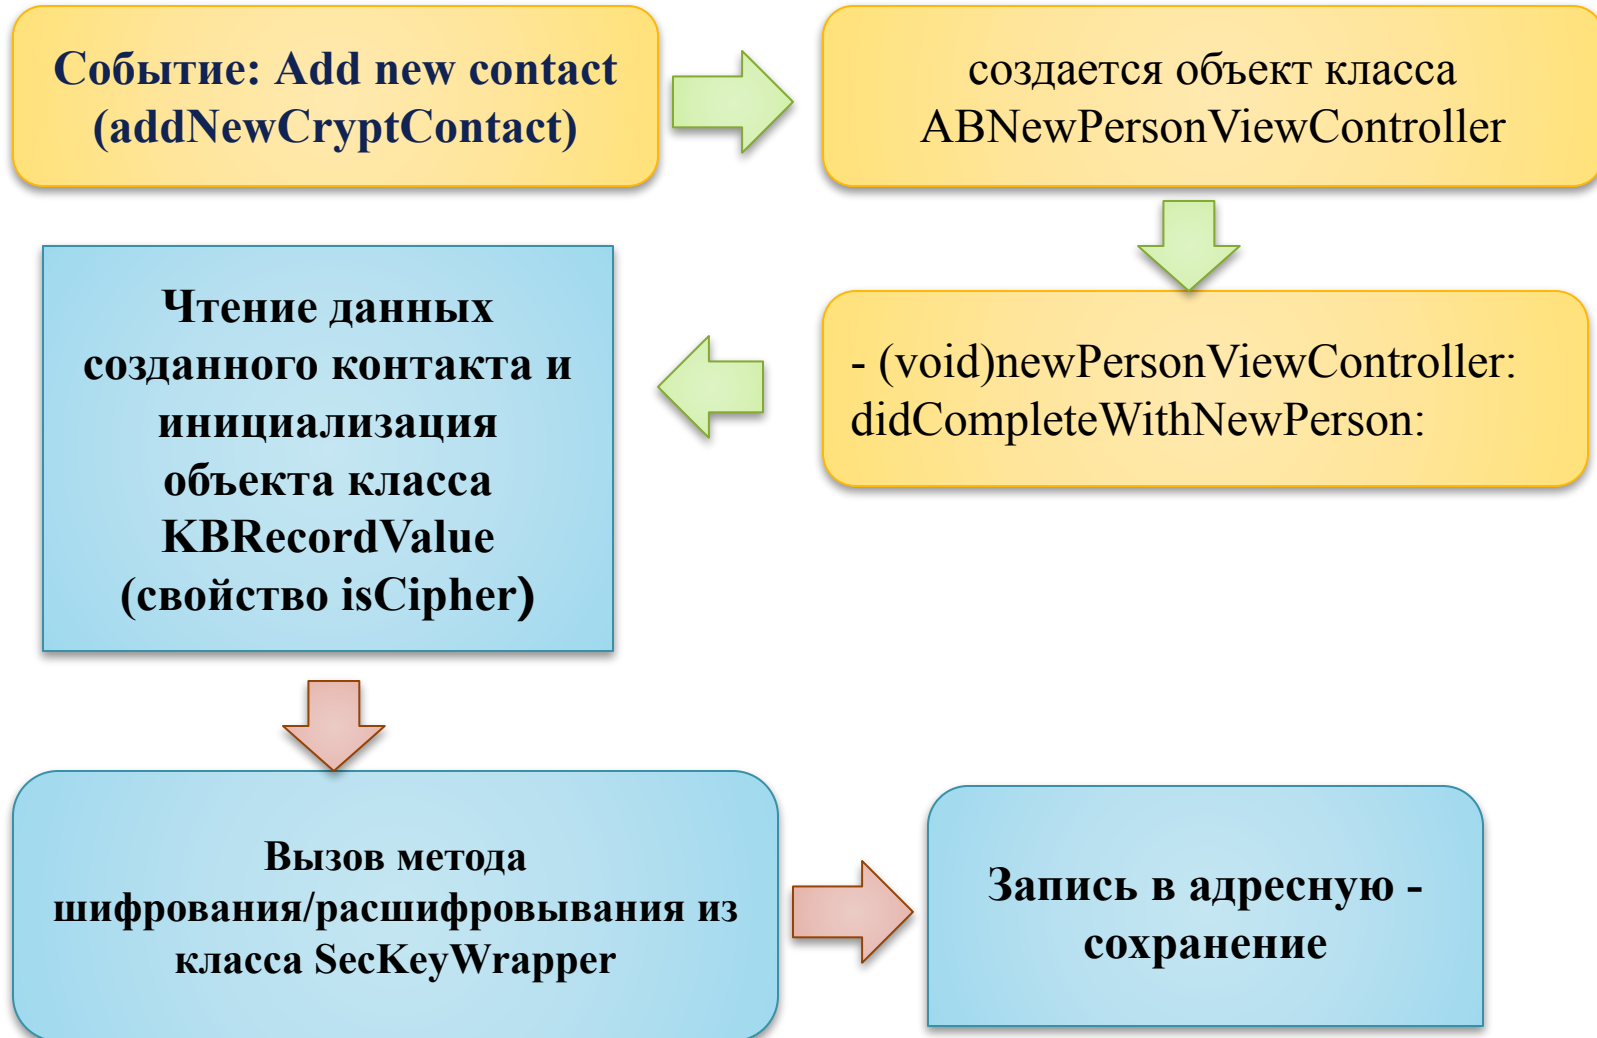 Событие: Add new contact
(addNewCryptContact)
создается объект класса
ABNewPersonViewController
- (void)newPersonViewController:
didCompleteWithNewPerson:
Чтение данных
созданного контакта и
инициализация
объекта класса
KBRecordValue
(свойство isCipher)
Вызов метода
шифрования/расшифровывания из
класса SecKeyWrapper
Запись в адресную -
сохранение